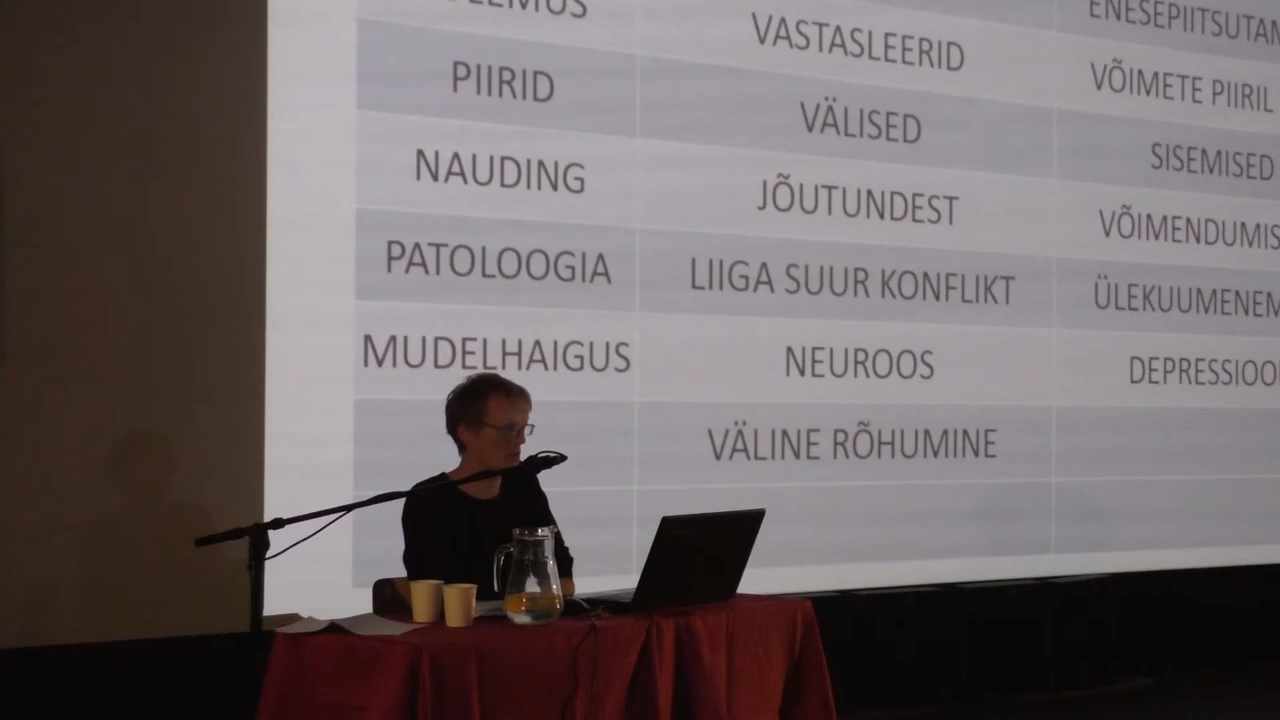 VASTASLEERID
PIIRID VÄLISED VÕIMETE PIIRIL
NAUDING JÕUTUNDEST SISEMISED
PATOLOOGIA LIIGA SUUR KONFLIKT
MUDELHAIGUS NEUROOS
VÄLINE RÕHUMINE